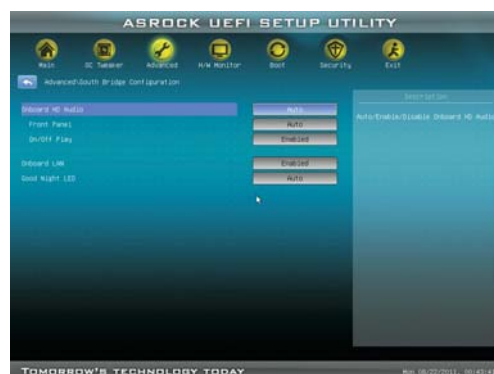 ASROCK UEFI SETUP UTILITY
Main OC Tweaker Advanced H/W Monitor Boot Security Exit
Advanced\South Bridge Configuration
Description
Onboard HD Audio Auto
Auto/Enable/Disable Onboard HD Audio
Front Panel Auto
On/Off Play Enabled
Onboard LAN Enabled
Good Night LED Auto
TOMORROW'S TECHNOLOGY TODAY